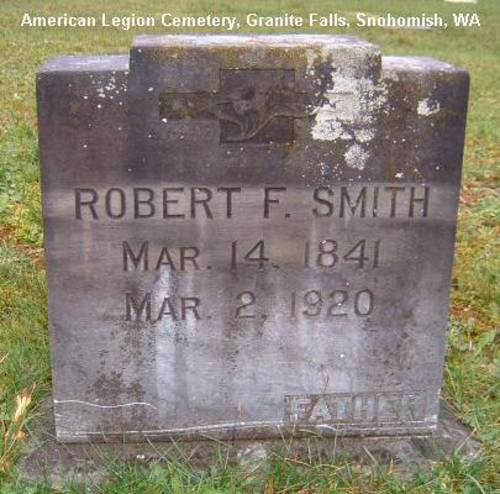 American Legion Cemetery, Granite Falls, Snohomish, WA
ROBERT F. SMITH
MAR. 14. 1841
MAR. 2, 1920
FATHER